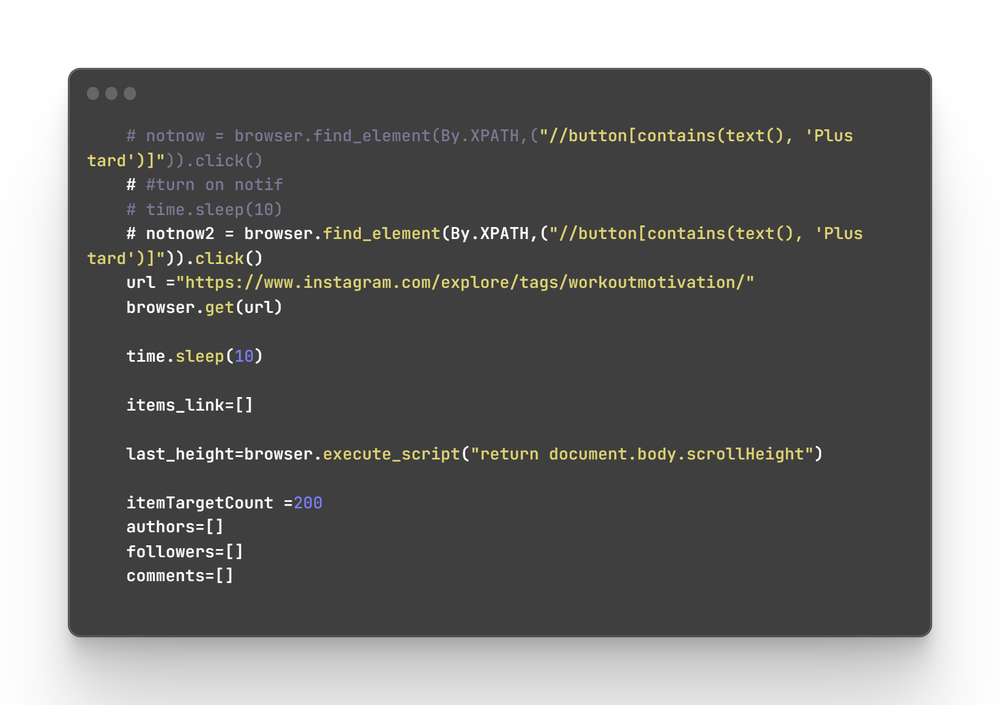 # notnow = browser.find_element(By.XPATH,("//button[contains(text(), 'Plus
tard')]")).click()
    # #turn on notif
    # time.sleep(10)
    # notnow2 = browser.find_element(By.XPATH,("//button[contains(text(), 'Plus
tard')]")).click()
    url ="https://www.instagram.com/explore/tags/workoutmotivation/"
    browser.get(url)

    time.sleep(10)

    items_link=[]

    last_height=browser.execute_script("return document.body.scrollHeight")

    itemTargetCount =200
    authors=[]
    followers=[]
    comments=[]